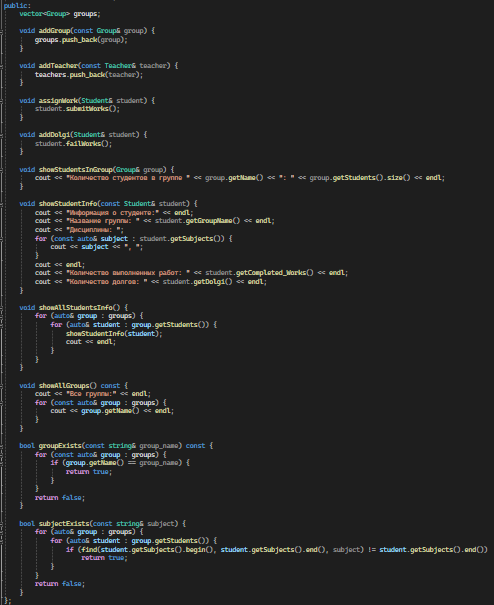 public:
vector<Group> groups;
void addGroup(const Group& group) {
groups.push_back(group);
}
void addTeacher(const Teacher& teacher) {
teachers.push_back(teacher);
}
void assignWork(Student& student) {
student.submitWorks();
}
void addDolgi(Student& student) {
student.failWorks();
}
void showStudentsInGroup(Group& group) {
cout << "Количество студентов в группе " << group.getName() << ": " << group.getStudents().size() << endl;
}
void showStudentInfo(const Student& student) {
cout << "Информация о студенте:" << endl;
cout << "Название группы: " << student.getGroupName() << endl;
cout << "Дисциплины: ";
for (const auto& subject : student.getSubjects()) {
cout << subject << ", ";
}
cout << endl;
cout << "Количество выполненных работ: " << student.getCompleted_Works() << endl;
cout << "Количество долгов: " << student.getDolgi() << endl;
}
void showAllStudentsInfo() {
for (auto& group : groups) {
for (auto& student : group.getStudents()) {
showStudentInfo(student);
cout << endl;
}
}
}
void showAllGroups() const {
cout << "Все группы:" << endl;
for (const auto& group : groups) {
cout << group.getName() << endl;
}
}
bool groupExists(const string& group_name) const {
for (const auto& group : groups) {
if (group.getName() == group_name) {
return true;
}
}
return false;
}
bool subjectExists(const string& subject) {
for (auto& group : groups) {
for (auto& student : group.getStudents()) {
if (find(student.getSubjects().begin(), student.getSubjects().end(), subject) != student.getSubjects().end())
return true;
}
}
return false;
}
};